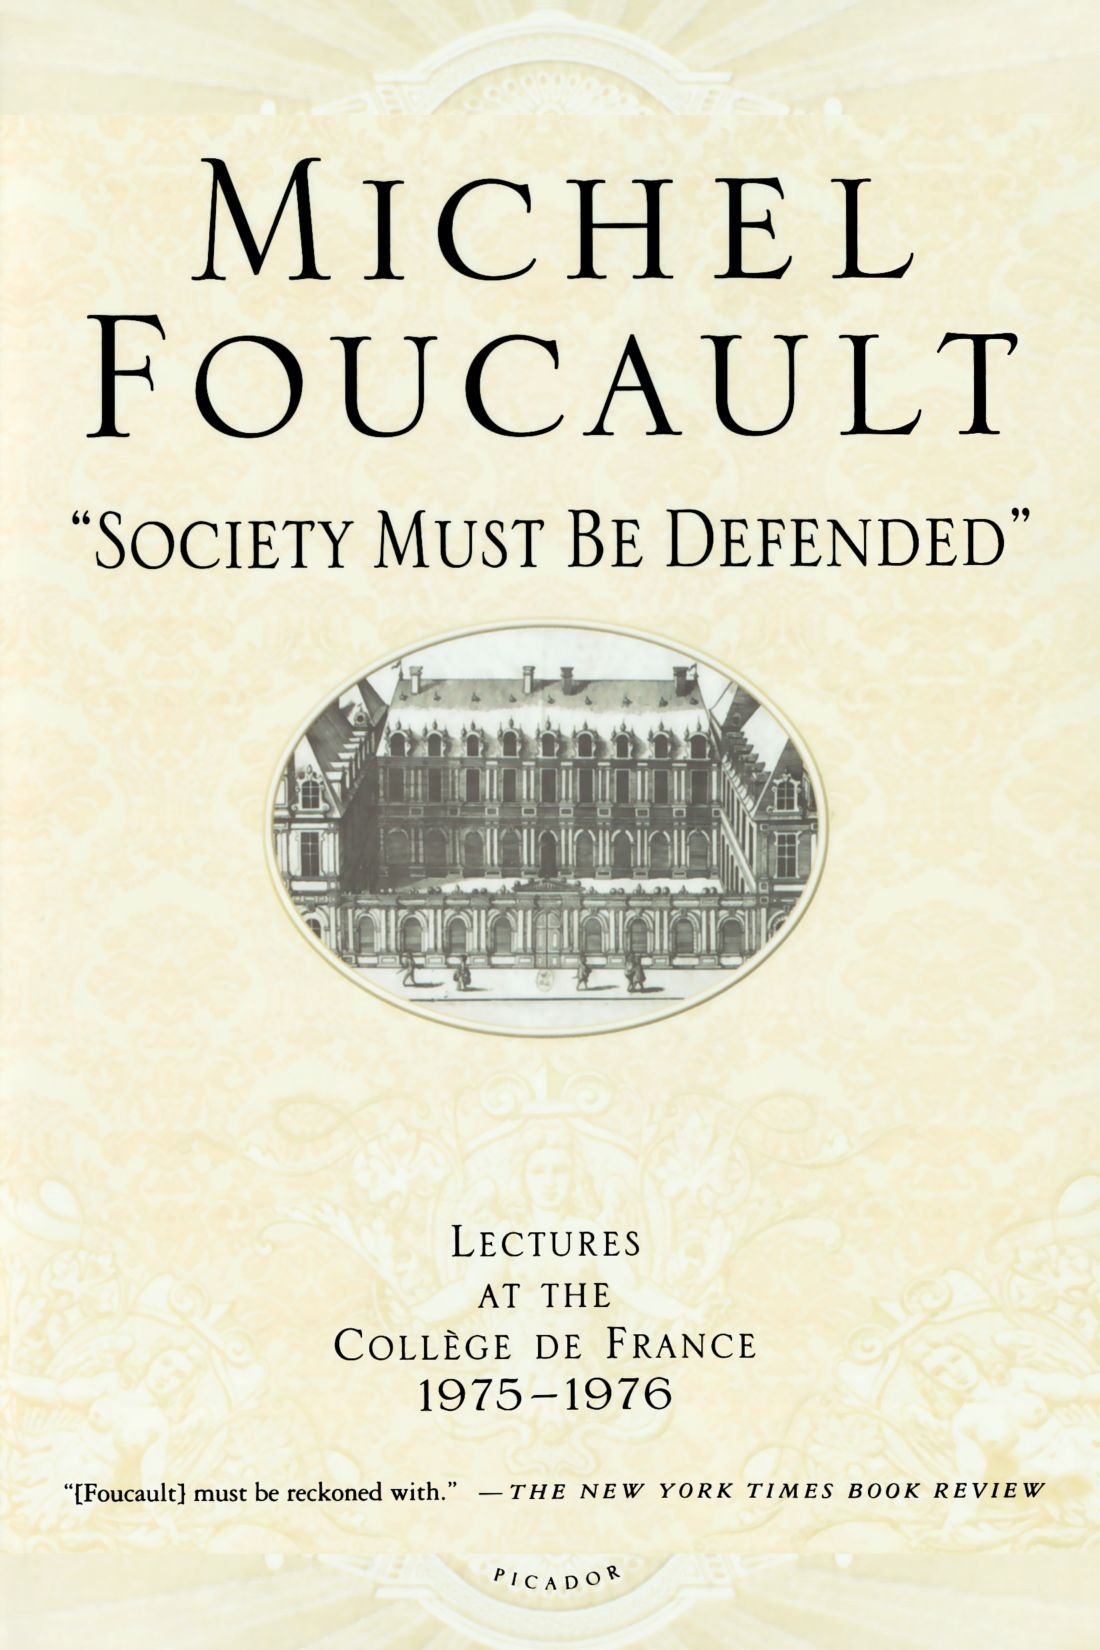 MICHEL
FOUCAULT
“SOCIETY MUST BE DEFENDED”
LECTURES
AT THE
COLLÈGE DE FRANCE
1975–1976
“[Foucault] must be reckoned with.” —THE NEW YORK TIMES BOOK REVIEW
PICADOR